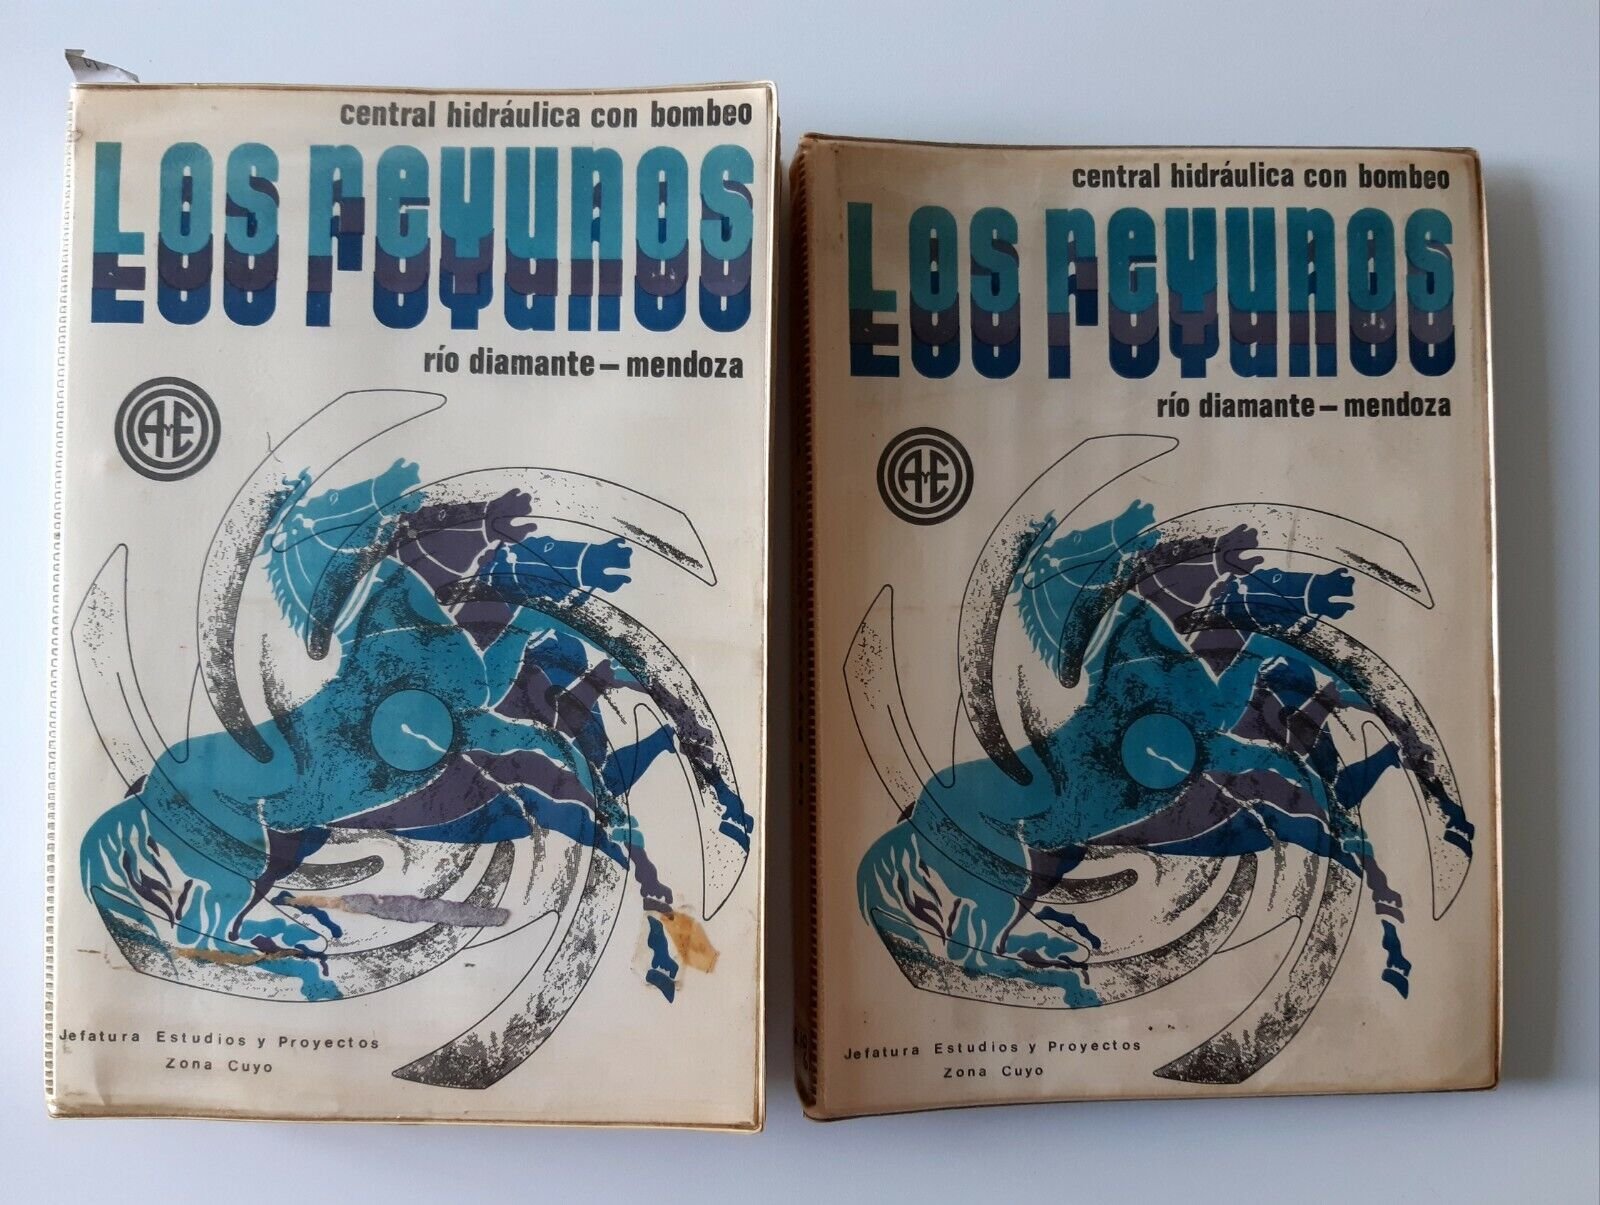 central hidráulica con bombeo
Los Reyunos
río diamante – mendoza
AyE
Jefatura Estudios y Proyectos
Zona Cuyo
central hidráulica con bombeo
Los Reyunos
río diamante – mendoza
AyE
Jefatura Estudios y Proyectos
Zona Cuyo